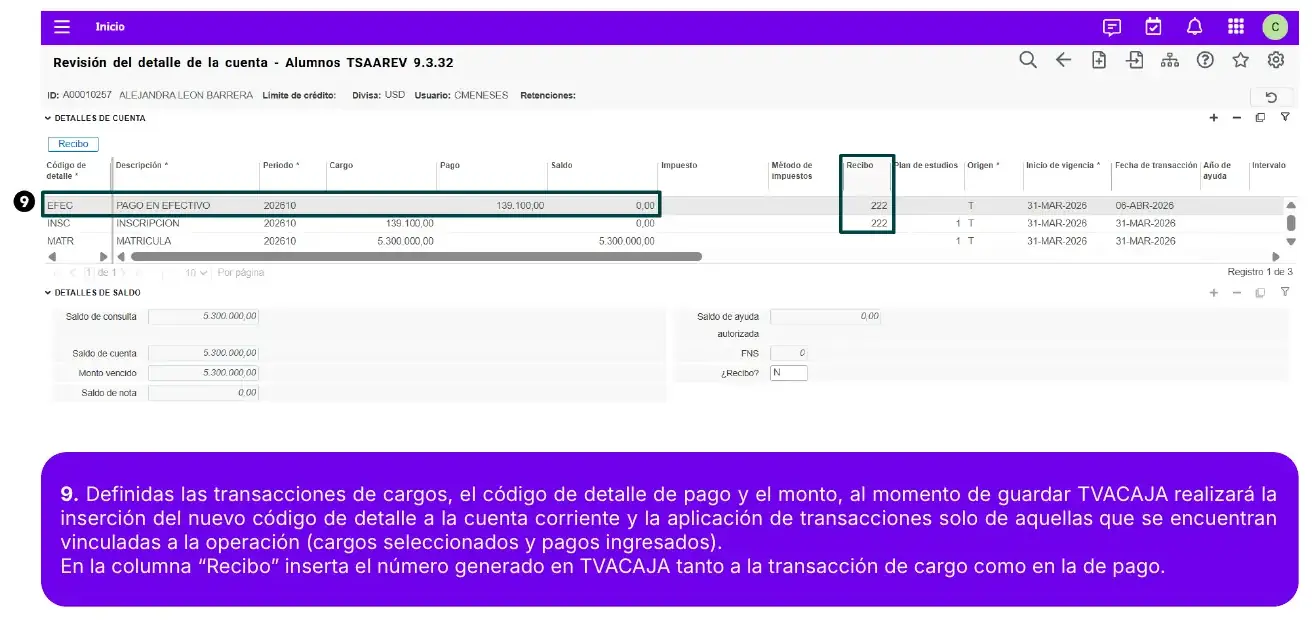 Inicio
C
Revisión del detalle de la cuenta - Alumnos TSAAREV 9.3.32
ID: A00010257 ALEJANDRA LEON BARRERA Límite de crédito: Divisa: USD Usuario: CMENESES Retenciones:
DETALLES DE CUENTA
Recibo
Código de detalle * Descripción * Periodo * Cargo Pago Saldo Impuesto Método de impuestos Recibo Plan de estudios Origen * Inicio de vigencia * Fecha de transacción Año de ayuda Intervalo
9
EFEC PAGO EN EFECTIVO 202610 139.100,00 0,00 222 T 31-MAR-2026 06-ABR-2026
INSC INSCRIPCION 202610 139.100,00 0,00 222 1 T 31-MAR-2026 31-MAR-2026
MATR MATRICULA 202610 5.300.000,00 5.300.000,00 1 T 31-MAR-2026 31-MAR-2026
1 de 1 10 Por página Registro 1 de 3
DETALLES DE SALDO
Saldo de consulta 5.300.000,00 Saldo de ayuda autorizada 0,00
Saldo de cuenta 5.300.000,00 FNS 0
Monto vencido 5.300.000,00 ¿Recibo? N
Saldo de nota 0,00
9. Definidas las transacciones de cargos, el código de detalle de pago y el monto, al momento de guardar TVACAJA realizará la
inserción del nuevo código de detalle a la cuenta corriente y la aplicación de transacciones solo de aquellas que se encuentran
vinculadas a la operación (cargos seleccionados y pagos ingresados).
En la columna “Recibo” inserta el número generado en TVACAJA tanto a la transacción de cargo como en la de pago.